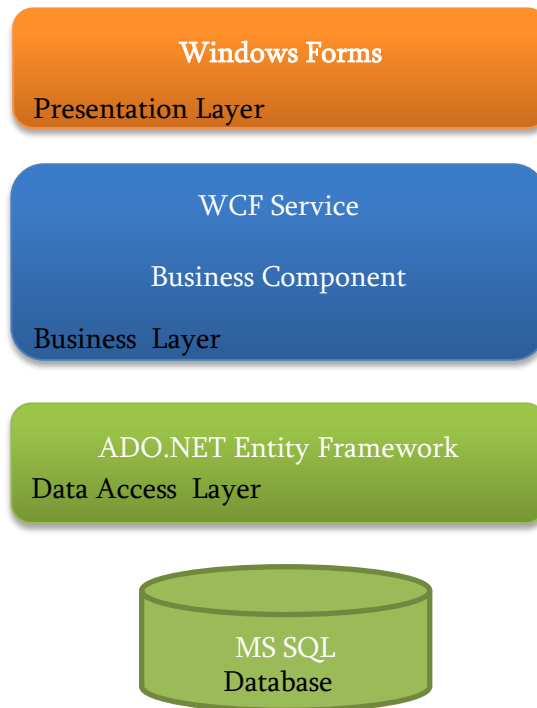 Windows Forms
Presentation Layer
WCF Service
Business Component
Business Layer
ADO.NET Entity Framework
Data Access Layer
MS SQL
Database